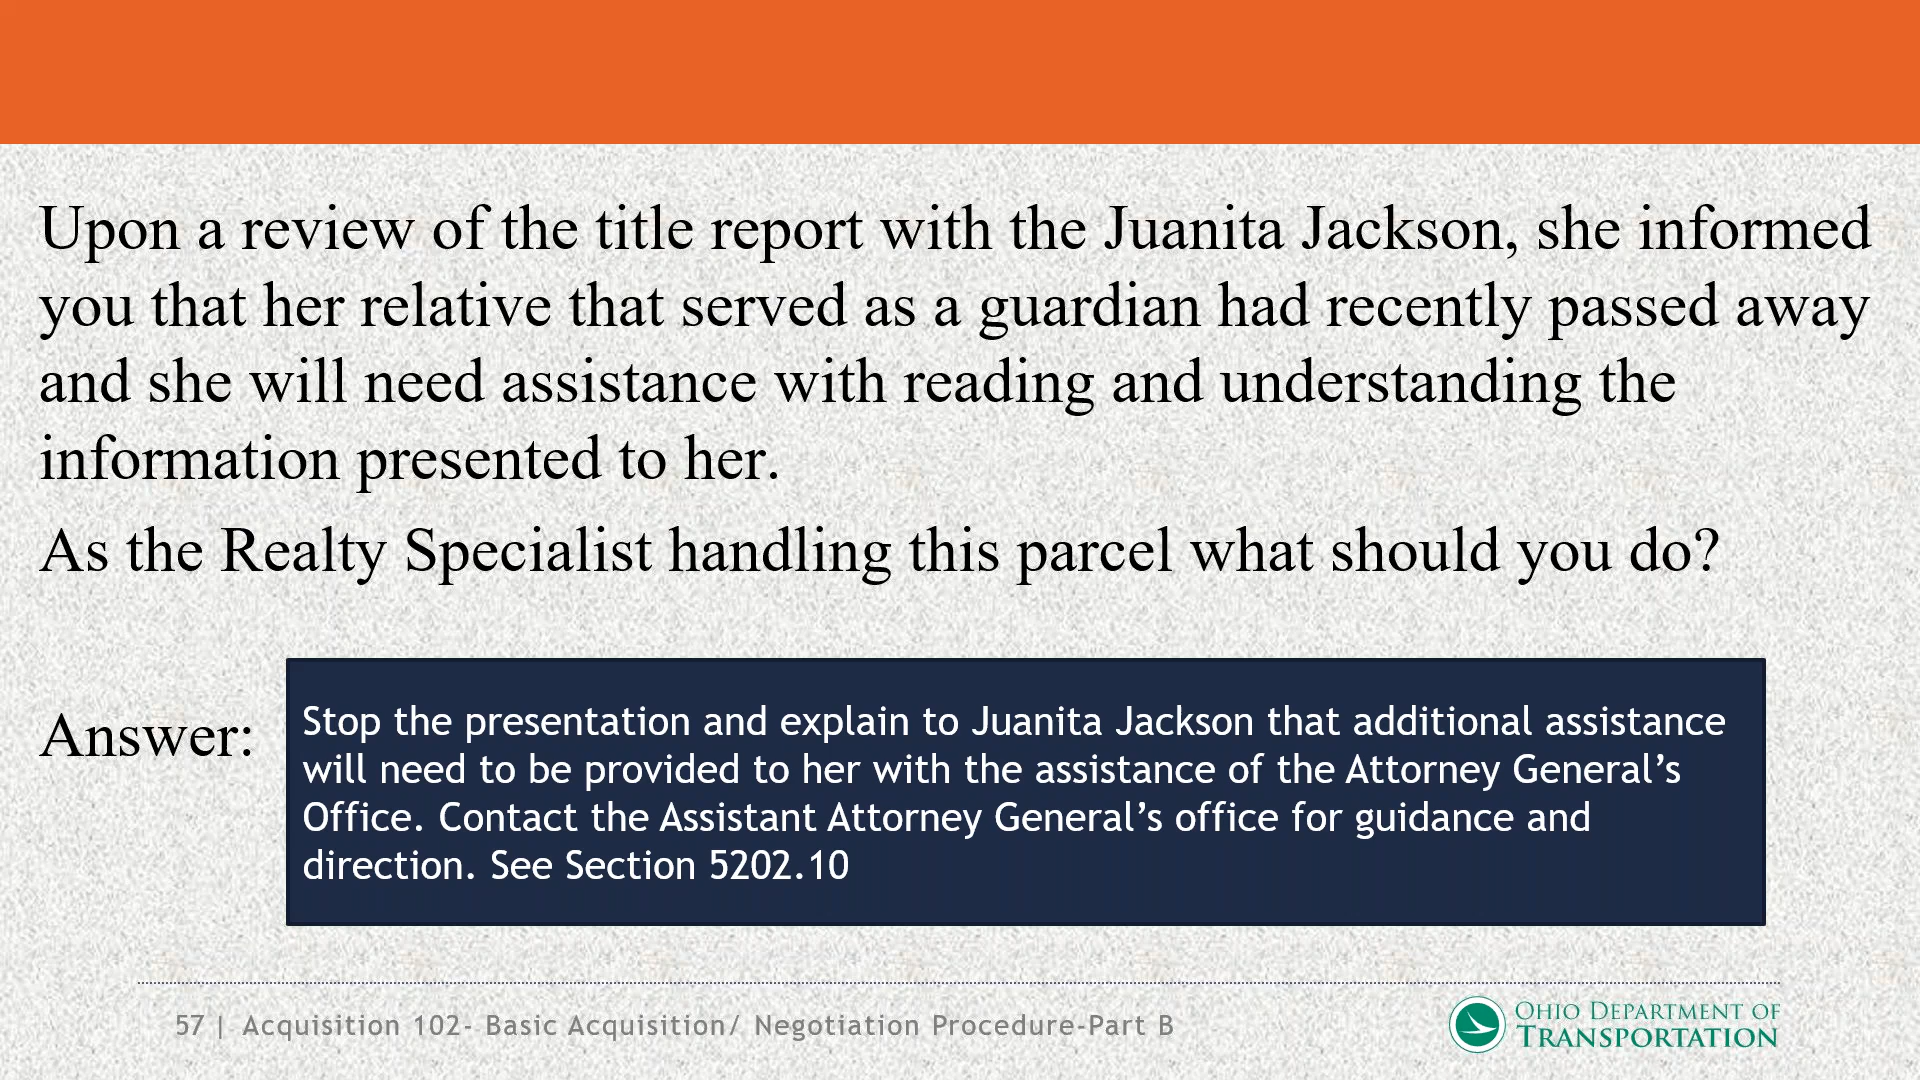 Upon a review of the title report with the Juanita Jackson, she informed
you that her relative that served as a guardian had recently passed away
and she will need assistance with reading and understanding the
information presented to her.
As the Realty Specialist handling this parcel what should you do?
Answer:
Stop the presentation and explain to Juanita Jackson that additional assistance
will need to be provided to her with the assistance of the Attorney General’s
Office. Contact the Assistant Attorney General’s office for guidance and
direction. See Section 5202.10
57 | Acquisition 102- Basic Acquisition/ Negotiation Procedure-Part B
OHIO DEPARTMENT OF
TRANSPORTATION